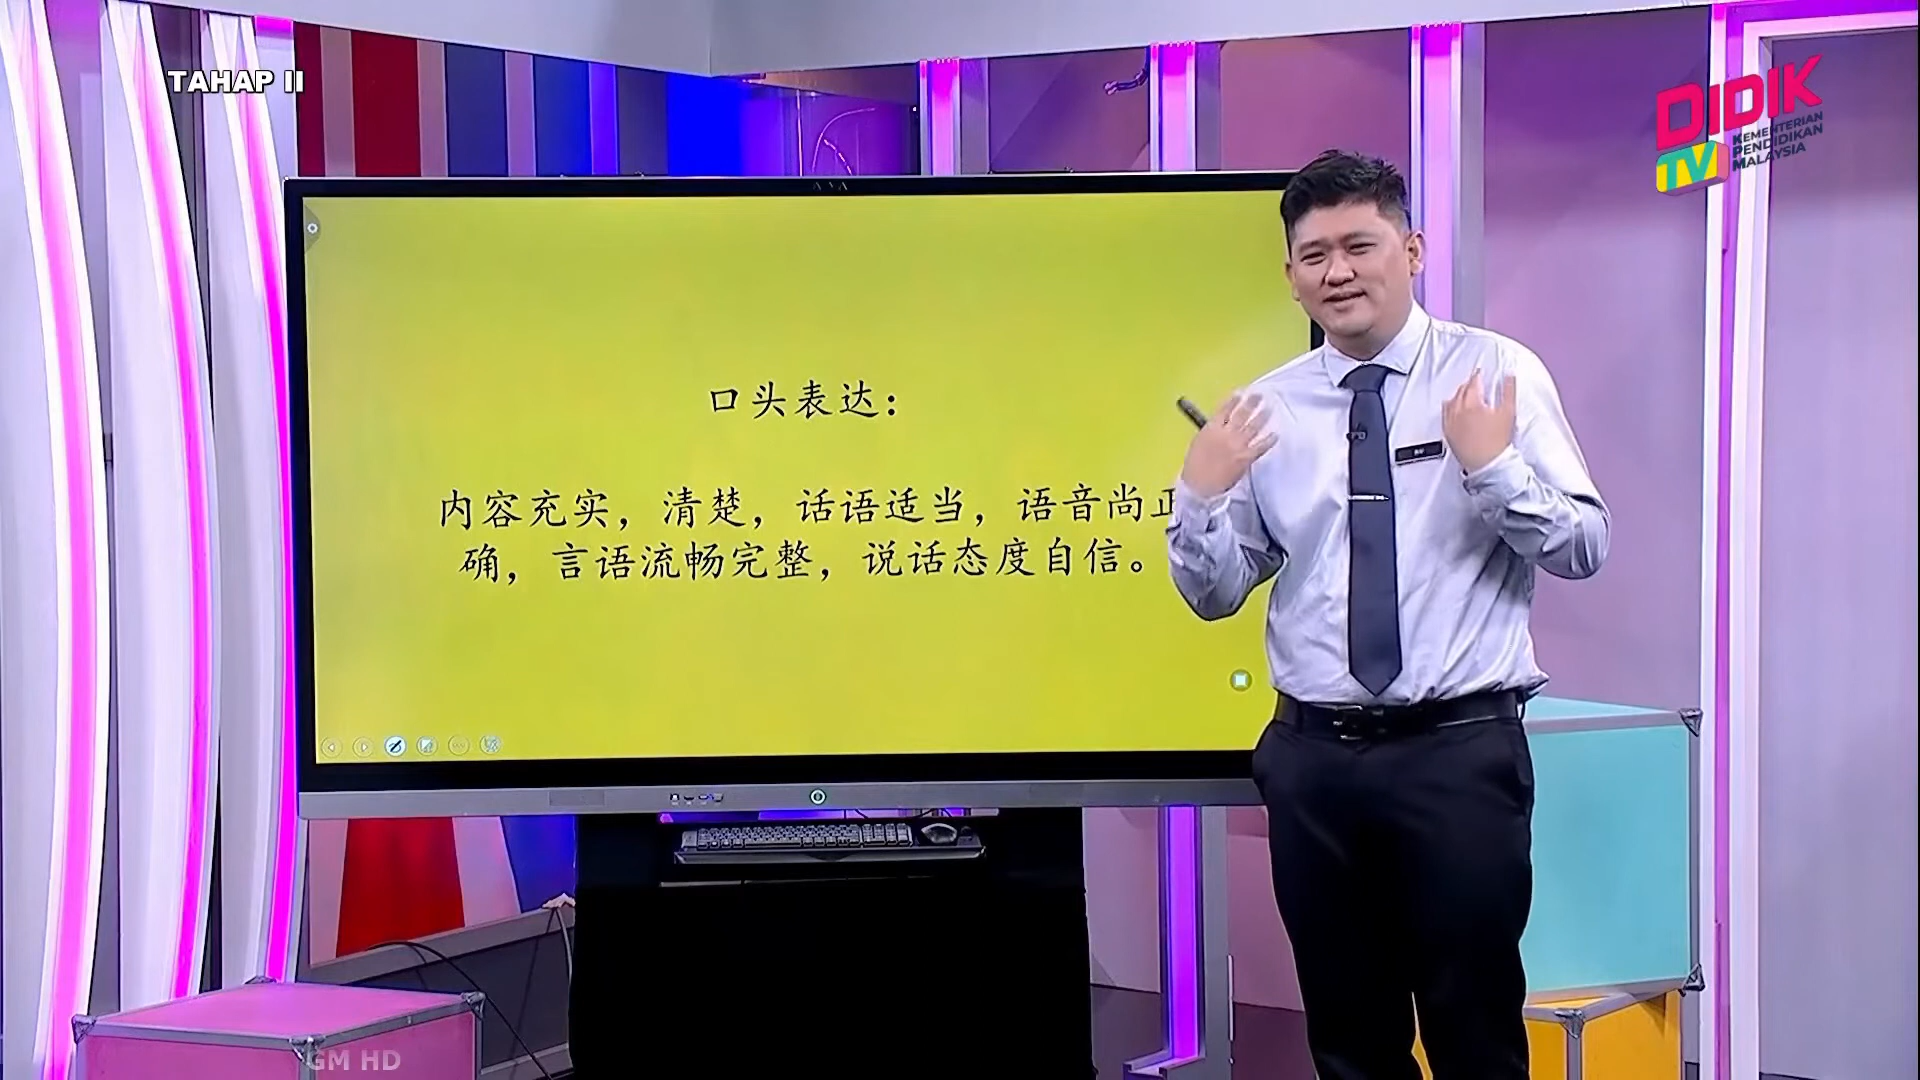 TAHAP II
DIDIK
TV
KEMENTERIAN
PENDIDIKAN
MALAYSIA
口头表达：
内容充实，清楚，话语适当，语音尚正
确，言语流畅完整，说话态度自信。
GM HD